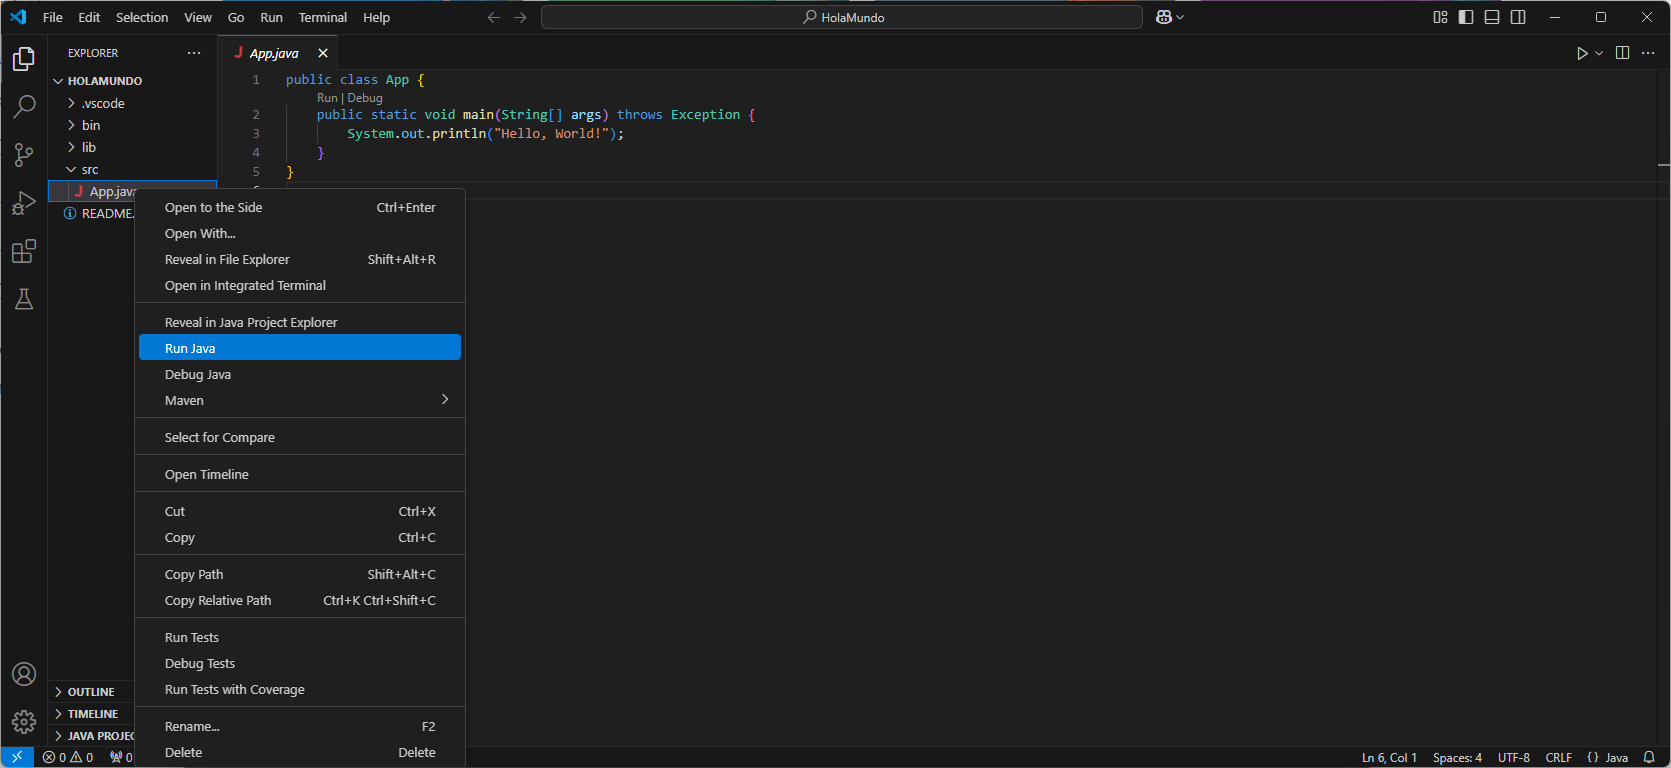 File Edit Selection View Go Run Terminal Help
HolaMundo
EXPLORER
HOLAMUNDO
.vscode
bin
lib
src
App.java
README.
App.java
1 public class App {
Run | Debug
2 public static void main(String[] args) throws Exception {
3 System.out.println("Hello, World!");
4 }
5 }
Open to the Side Ctrl+Enter
Open With...
Reveal in File Explorer Shift+Alt+R
Open in Integrated Terminal
Reveal in Java Project Explorer
Run Java
Debug Java
Maven
Select for Compare
Open Timeline
Cut Ctrl+X
Copy Ctrl+C
Copy Path Shift+Alt+C
Copy Relative Path Ctrl+K Ctrl+Shift+C
Run Tests
Debug Tests
Run Tests with Coverage
Rename... F2
Delete Delete
OUTLINE
TIMELINE
JAVA PROJEC
0 0 0
Ln 6, Col 1 Spaces: 4 UTF-8 CRLF {} Java